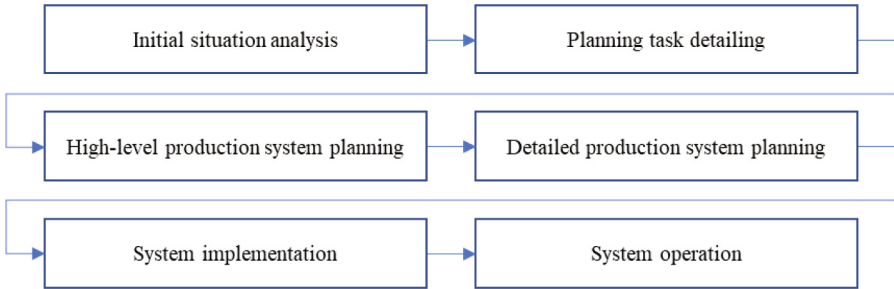 Initial situation analysis
Planning task detailing
High-level production system planning
Detailed production system planning
System implementation
System operation